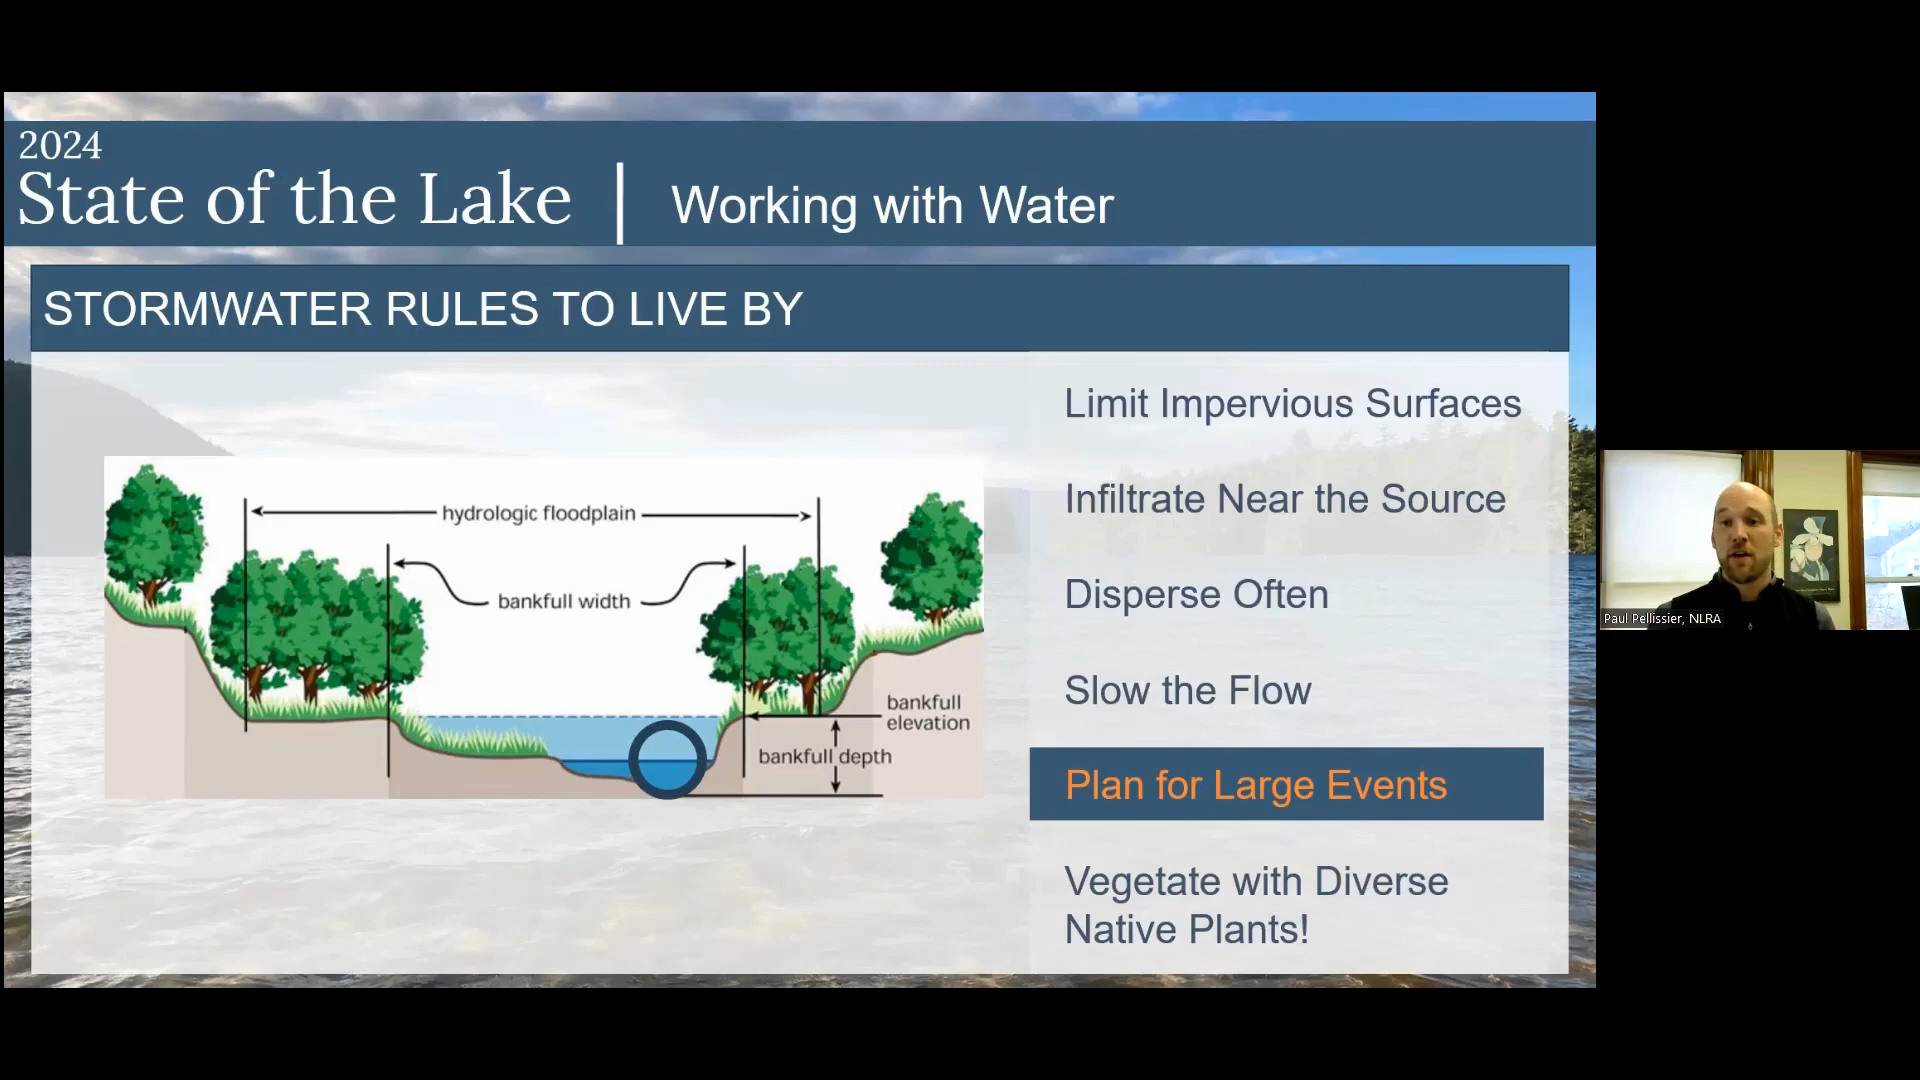 2024
State of the Lake | Working with Water
STORMWATER RULES TO LIVE BY
hydrologic floodplain
bankfull width
bankfull
elevation
bankfull depth
Limit Impervious Surfaces
Infiltrate Near the Source
Disperse Often
Slow the Flow
Plan for Large Events
Vegetate with Diverse
Native Plants!
Paul Pellissier, NLRA